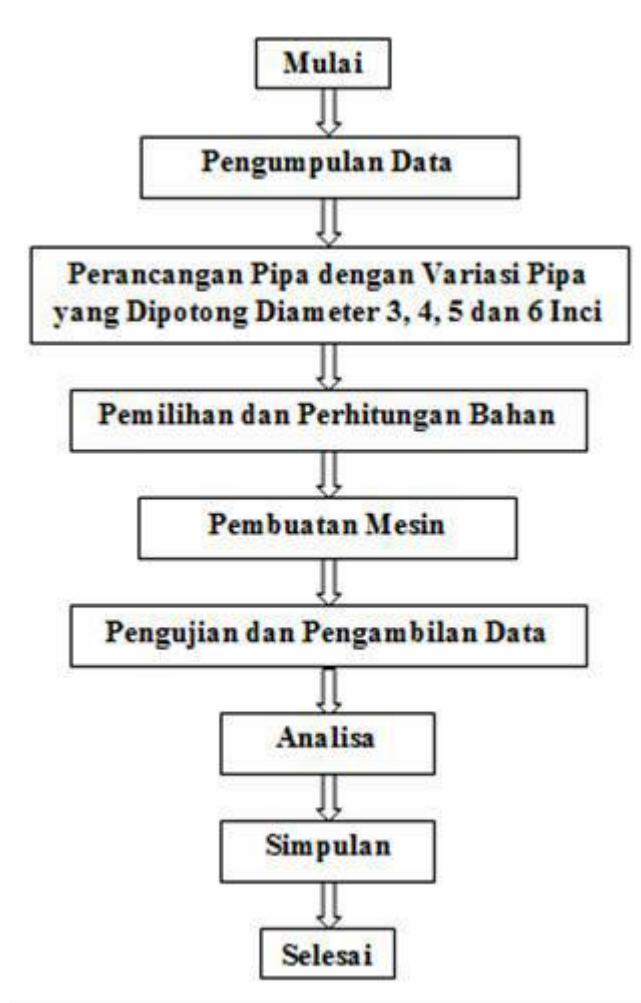 Mulai
Pengumpulan Data
Perancangan Pipa dengan Variasi Pipa
yang Dipotong Diameter 3, 4, 5 dan 6 Inci
Pemilihan dan Perhitungan Bahan
Pembuatan Mesin
Pengujian dan Pengambilan Data
Analisa
Simpulan
Selesai